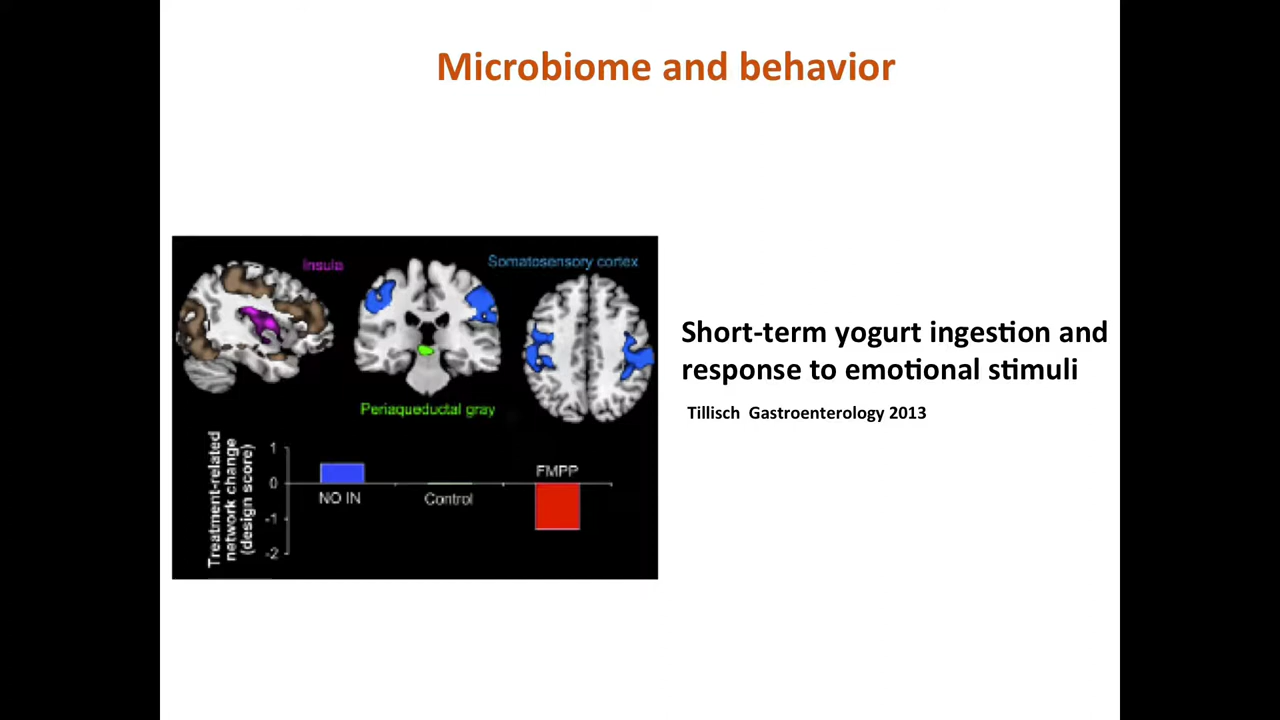 Microbiome and behavior
Insula
Somatosensory cortex
Periaqueductal gray
Treatment-related
network change
(design score)
1
0
-1
-2
NO IN
Control
FMPP
Short-term yogurt ingestion and
response to emotional stimuli
Tillisch Gastroenterology 2013